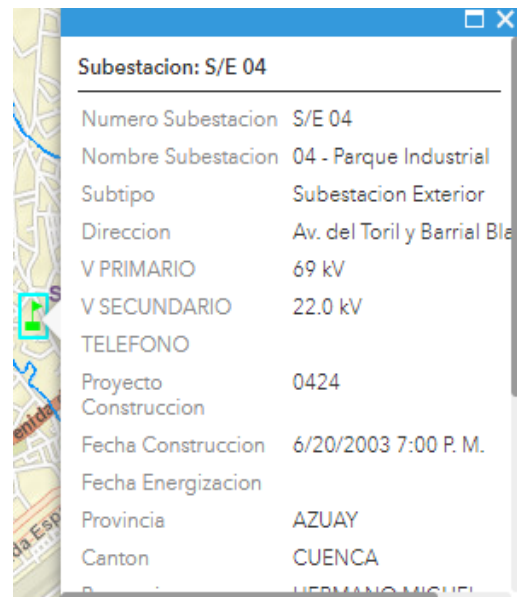 Subestacion: S/E 04
Numero Subestacion S/E 04
Nombre Subestacion 04 - Parque Industrial
Subtipo Subestacion Exterior
Direccion Av. del Toril y Barrial Bla
V PRIMARIO 69 kV
V SECUNDARIO 22.0 kV
TELEFONO
Proyecto Construccion 0424
Fecha Construccion 6/20/2003 7:00 P. M.
Fecha Energizacion
Provincia AZUAY
Canton CUENCA
HERMANO MIGUEL